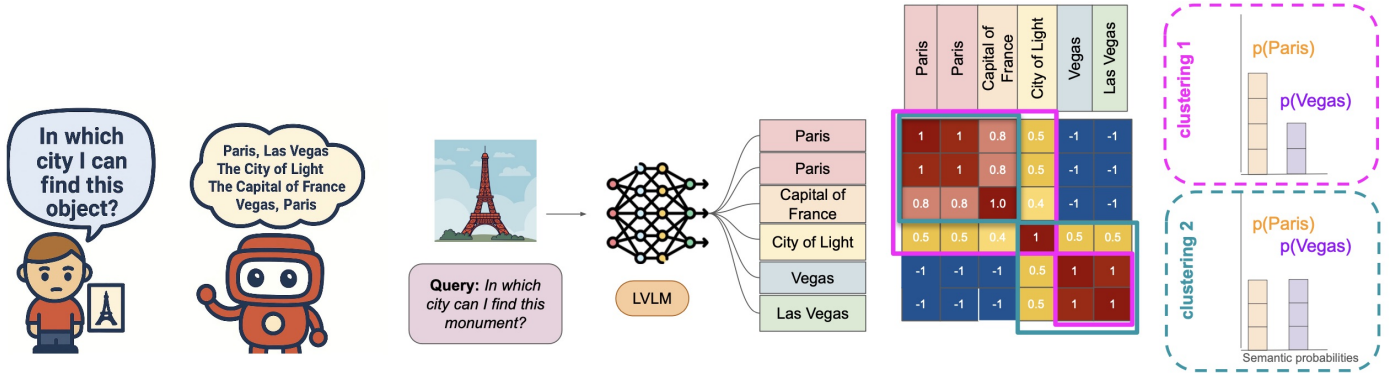 In which
city I can
find this
object?
Paris, Las Vegas
The City of Light
The Capital of France
Vegas, Paris
Query: In which
city can I find this
monument?
LVLM
Paris
Paris
Capital of
France
City of Light
Vegas
Las Vegas
Paris
Paris
Capital of
France
City of Light
Vegas
Las Vegas
1 1 0.8 0.5 -1 -1
1 1 0.8 0.5 -1 -1
0.8 0.8 1.0 0.4 -1 -1
0.5 0.5 0.4 1 0.5 0.5
-1 -1 -1 0.5 1 1
-1 -1 -1 0.5 1 1
clustering 1
p(Paris)
p(Vegas)
clustering 2
p(Paris)
p(Vegas)
Semantic probabilities